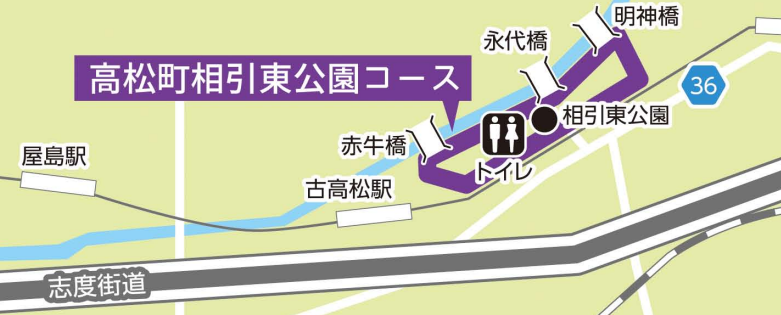 明神橋
永代橋
高松町相引東公園コース
36
相引東公園
赤牛橋
屋島駅
トイレ
古高松駅
志度街道